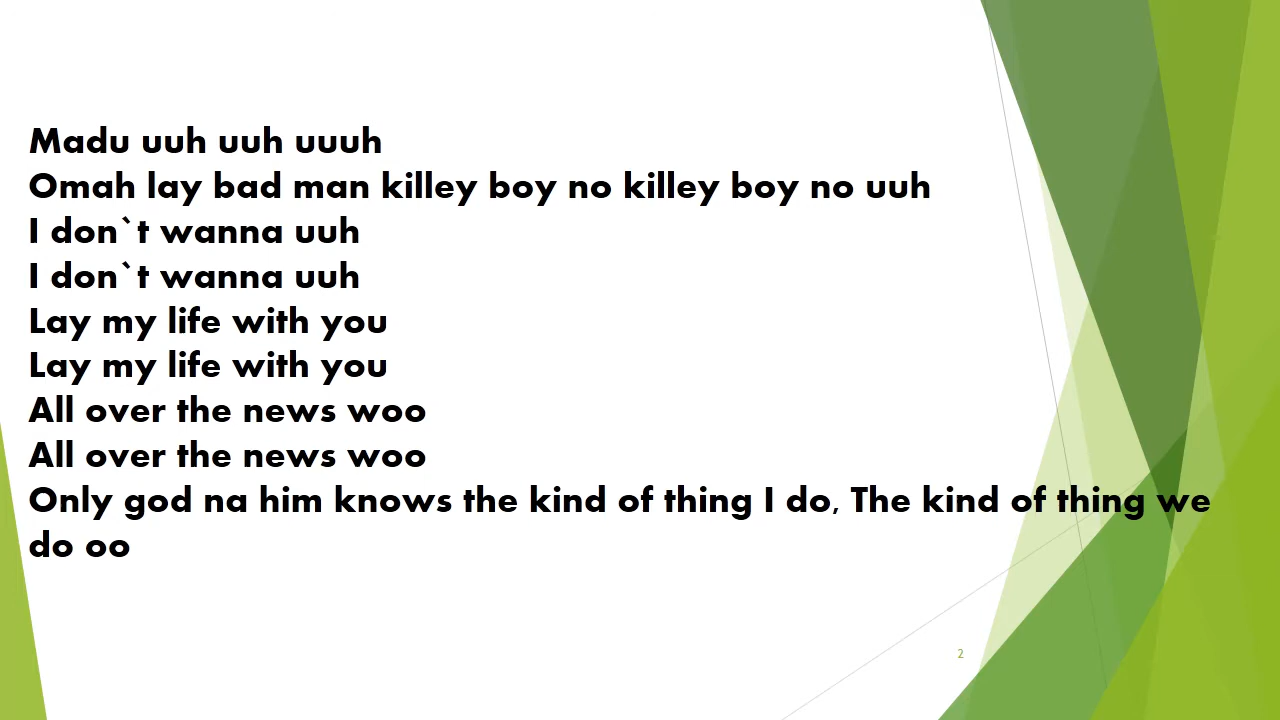 Madu uuh uuh uuuh
Omah lay bad man killey boy no killey boy no uuh
I don`t wanna uuh
I don`t wanna uuh
Lay my life with you
Lay my life with you
All over the news woo
All over the news woo
Only god na him knows the kind of thing I do, The kind of thing we
do oo
2